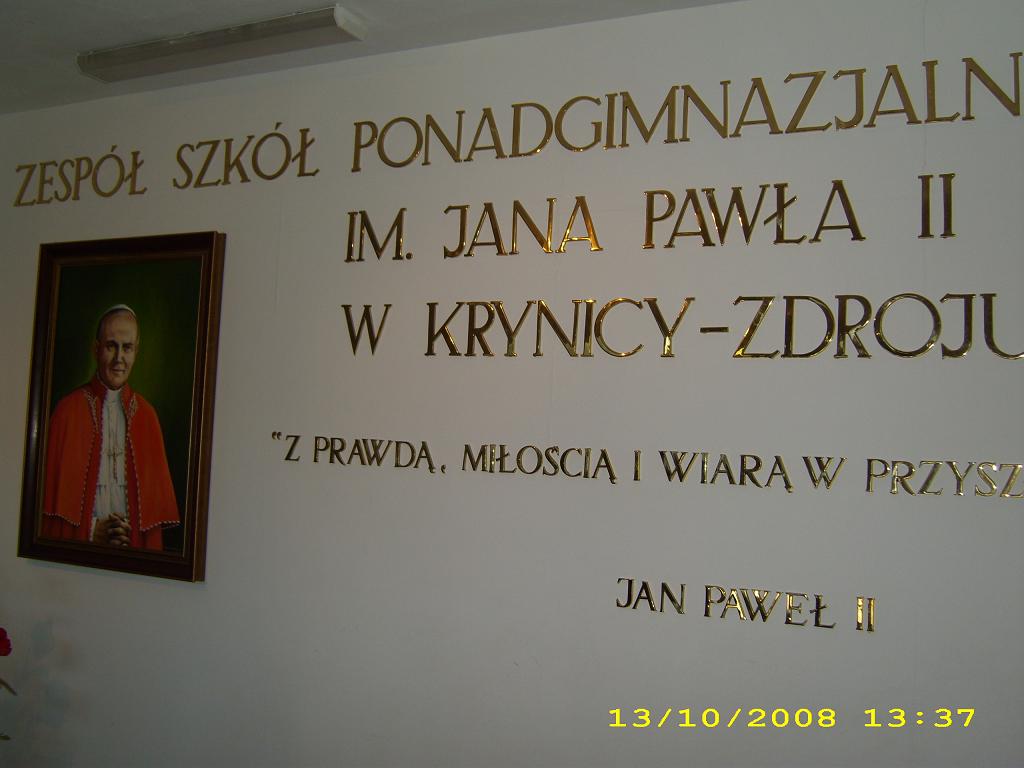 ZESPÓŁ SZKÓŁ PONADGIMNAZJALN
IM. JANA PAWŁA II
W KRYNICY-ZDROJU
"Z PRAWDĄ, MIŁOSCIĄ I WIARĄ W PRZYSZ
JAN PAWEŁ II
13/10/2008 13:37